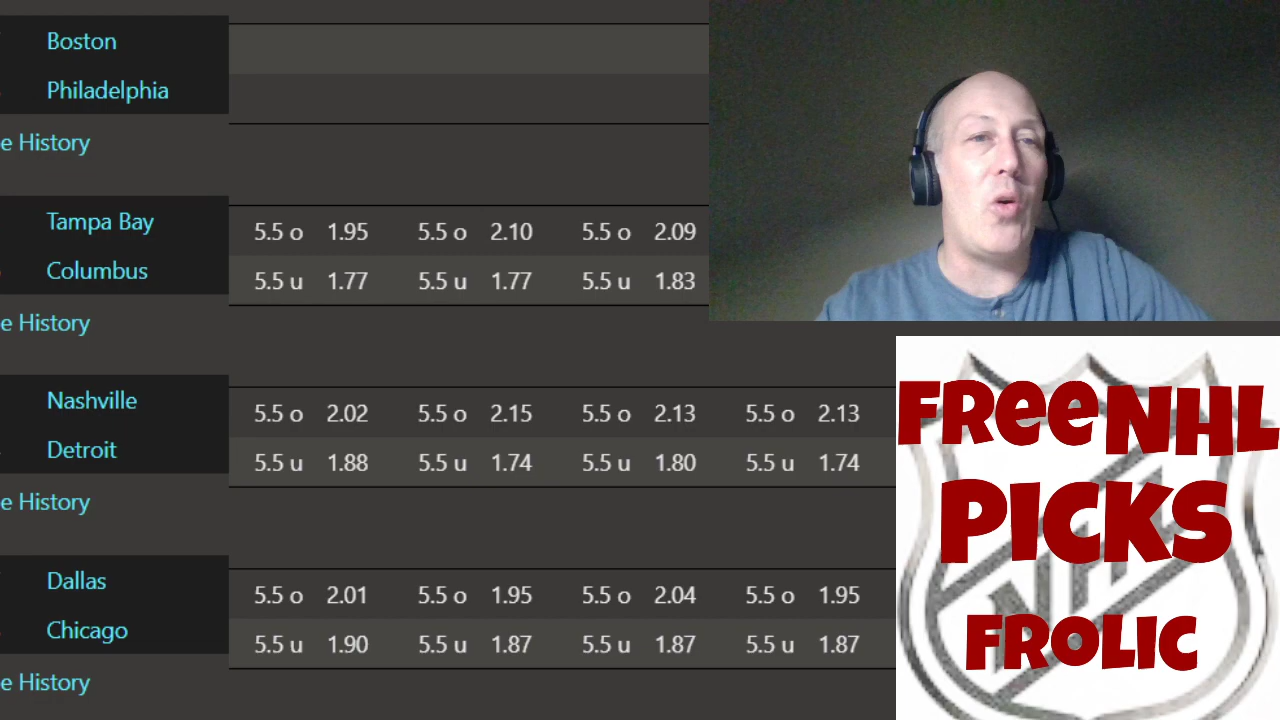 Boston
Philadelphia
e History
Tampa Bay 5.5 o 1.95 5.5 o 2.10 5.5 o 2.09
Columbus 5.5 u 1.77 5.5 u 1.77 5.5 u 1.83
e History
Nashville 5.5 o 2.02 5.5 o 2.15 5.5 o 2.13 5.5 o 2.13
Detroit 5.5 u 1.88 5.5 u 1.74 5.5 u 1.80 5.5 u 1.74
e History
Dallas 5.5 o 2.01 5.5 o 1.95 5.5 o 2.04 5.5 o 1.95
Chicago 5.5 u 1.90 5.5 u 1.87 5.5 u 1.87 5.5 u 1.87
e History
FReeNHL
PICKS
FROLIC
NHL